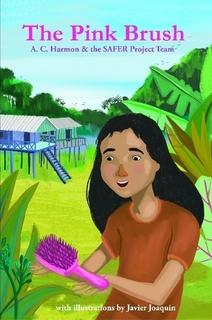 The Pink Brush
A. C. Harmon & the SAFER Project Team
with illustrations by Javier Joaquin